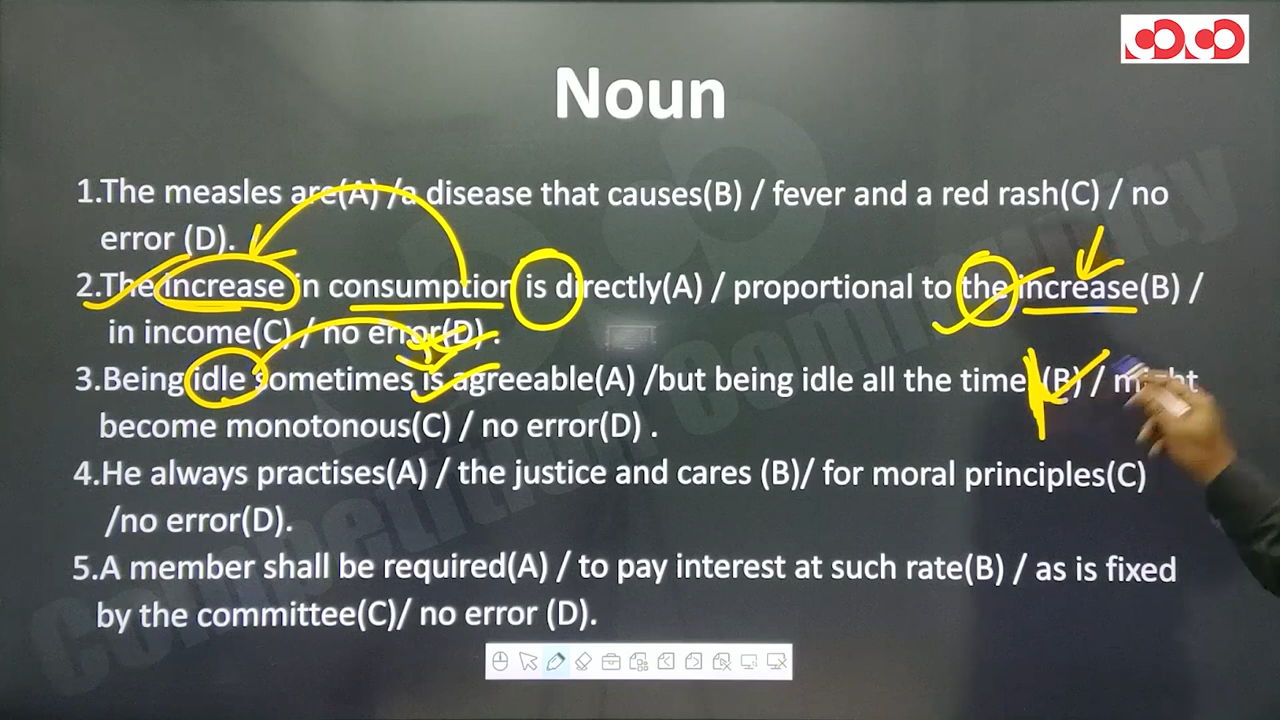 Noun
1.The measles are(A) /a disease that causes(B) / fever and a red rash(C) / no
error (D).
2.The increase in consumption is directly(A) / proportional to the increase(B) /
in income(C) / no error(D).
3.Being idle sometimes is agreeable(A) /but being idle all the time (B) / might
become monotonous(C) / no error(D) .
4.He always practises(A) / the justice and cares (B)/ for moral principles(C)
/no error(D).
5.A member shall be required(A) / to pay interest at such rate(B) / as is fixed
by the committee(C)/ no error (D).
Competition Community